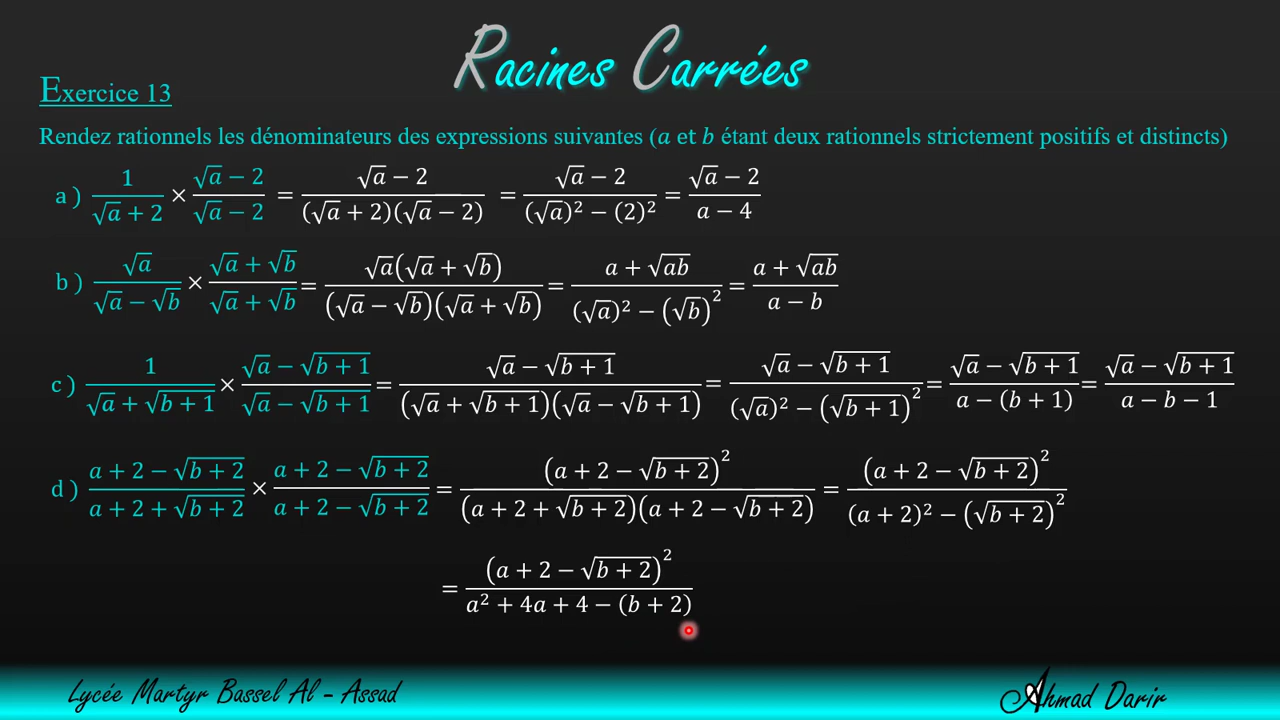 Racines Carrées
Exercice 13
Rendez rationnels les dénominateurs des expressions suivantes (a et b étant deux rationnels strictement positifs et distincts)
a ) 1/(√a + 2) × (√a − 2)/(√a − 2) = (√a − 2)/((√a + 2)(√a − 2)) = (√a − 2)/((√a)² − (2)²) = (√a − 2)/(a − 4)
b ) √a/(√a − √b) × (√a + √b)/(√a + √b) = √a(√a + √b)/((√a − √b)(√a + √b)) = (a + √(ab))/((√a)² − (√b)²) = (a + √(ab))/(a − b)
c ) 1/(√a + √(b + 1)) × (√a − √(b + 1))/(√a − √(b + 1)) = (√a − √(b + 1))/((√a + √(b + 1))(√a − √(b + 1))) = (√a − √(b + 1))/((√a)² − (√(b + 1))²) = (√a − √(b + 1))/(a − (b + 1)) = (√a − √(b + 1))/(a − b − 1)
d ) (a + 2 − √(b + 2))/(a + 2 + √(b + 2)) × (a + 2 − √(b + 2))/(a + 2 − √(b + 2)) = (a + 2 − √(b + 2))²/((a + 2 + √(b + 2))(a + 2 − √(b + 2))) = (a + 2 − √(b + 2))²/((a + 2)² − (√(b + 2))²)
= (a + 2 − √(b + 2))²/(a² + 4a + 4 − (b + 2))
Lycée Martyr Bassel Al - Assad
Ahmad Darir